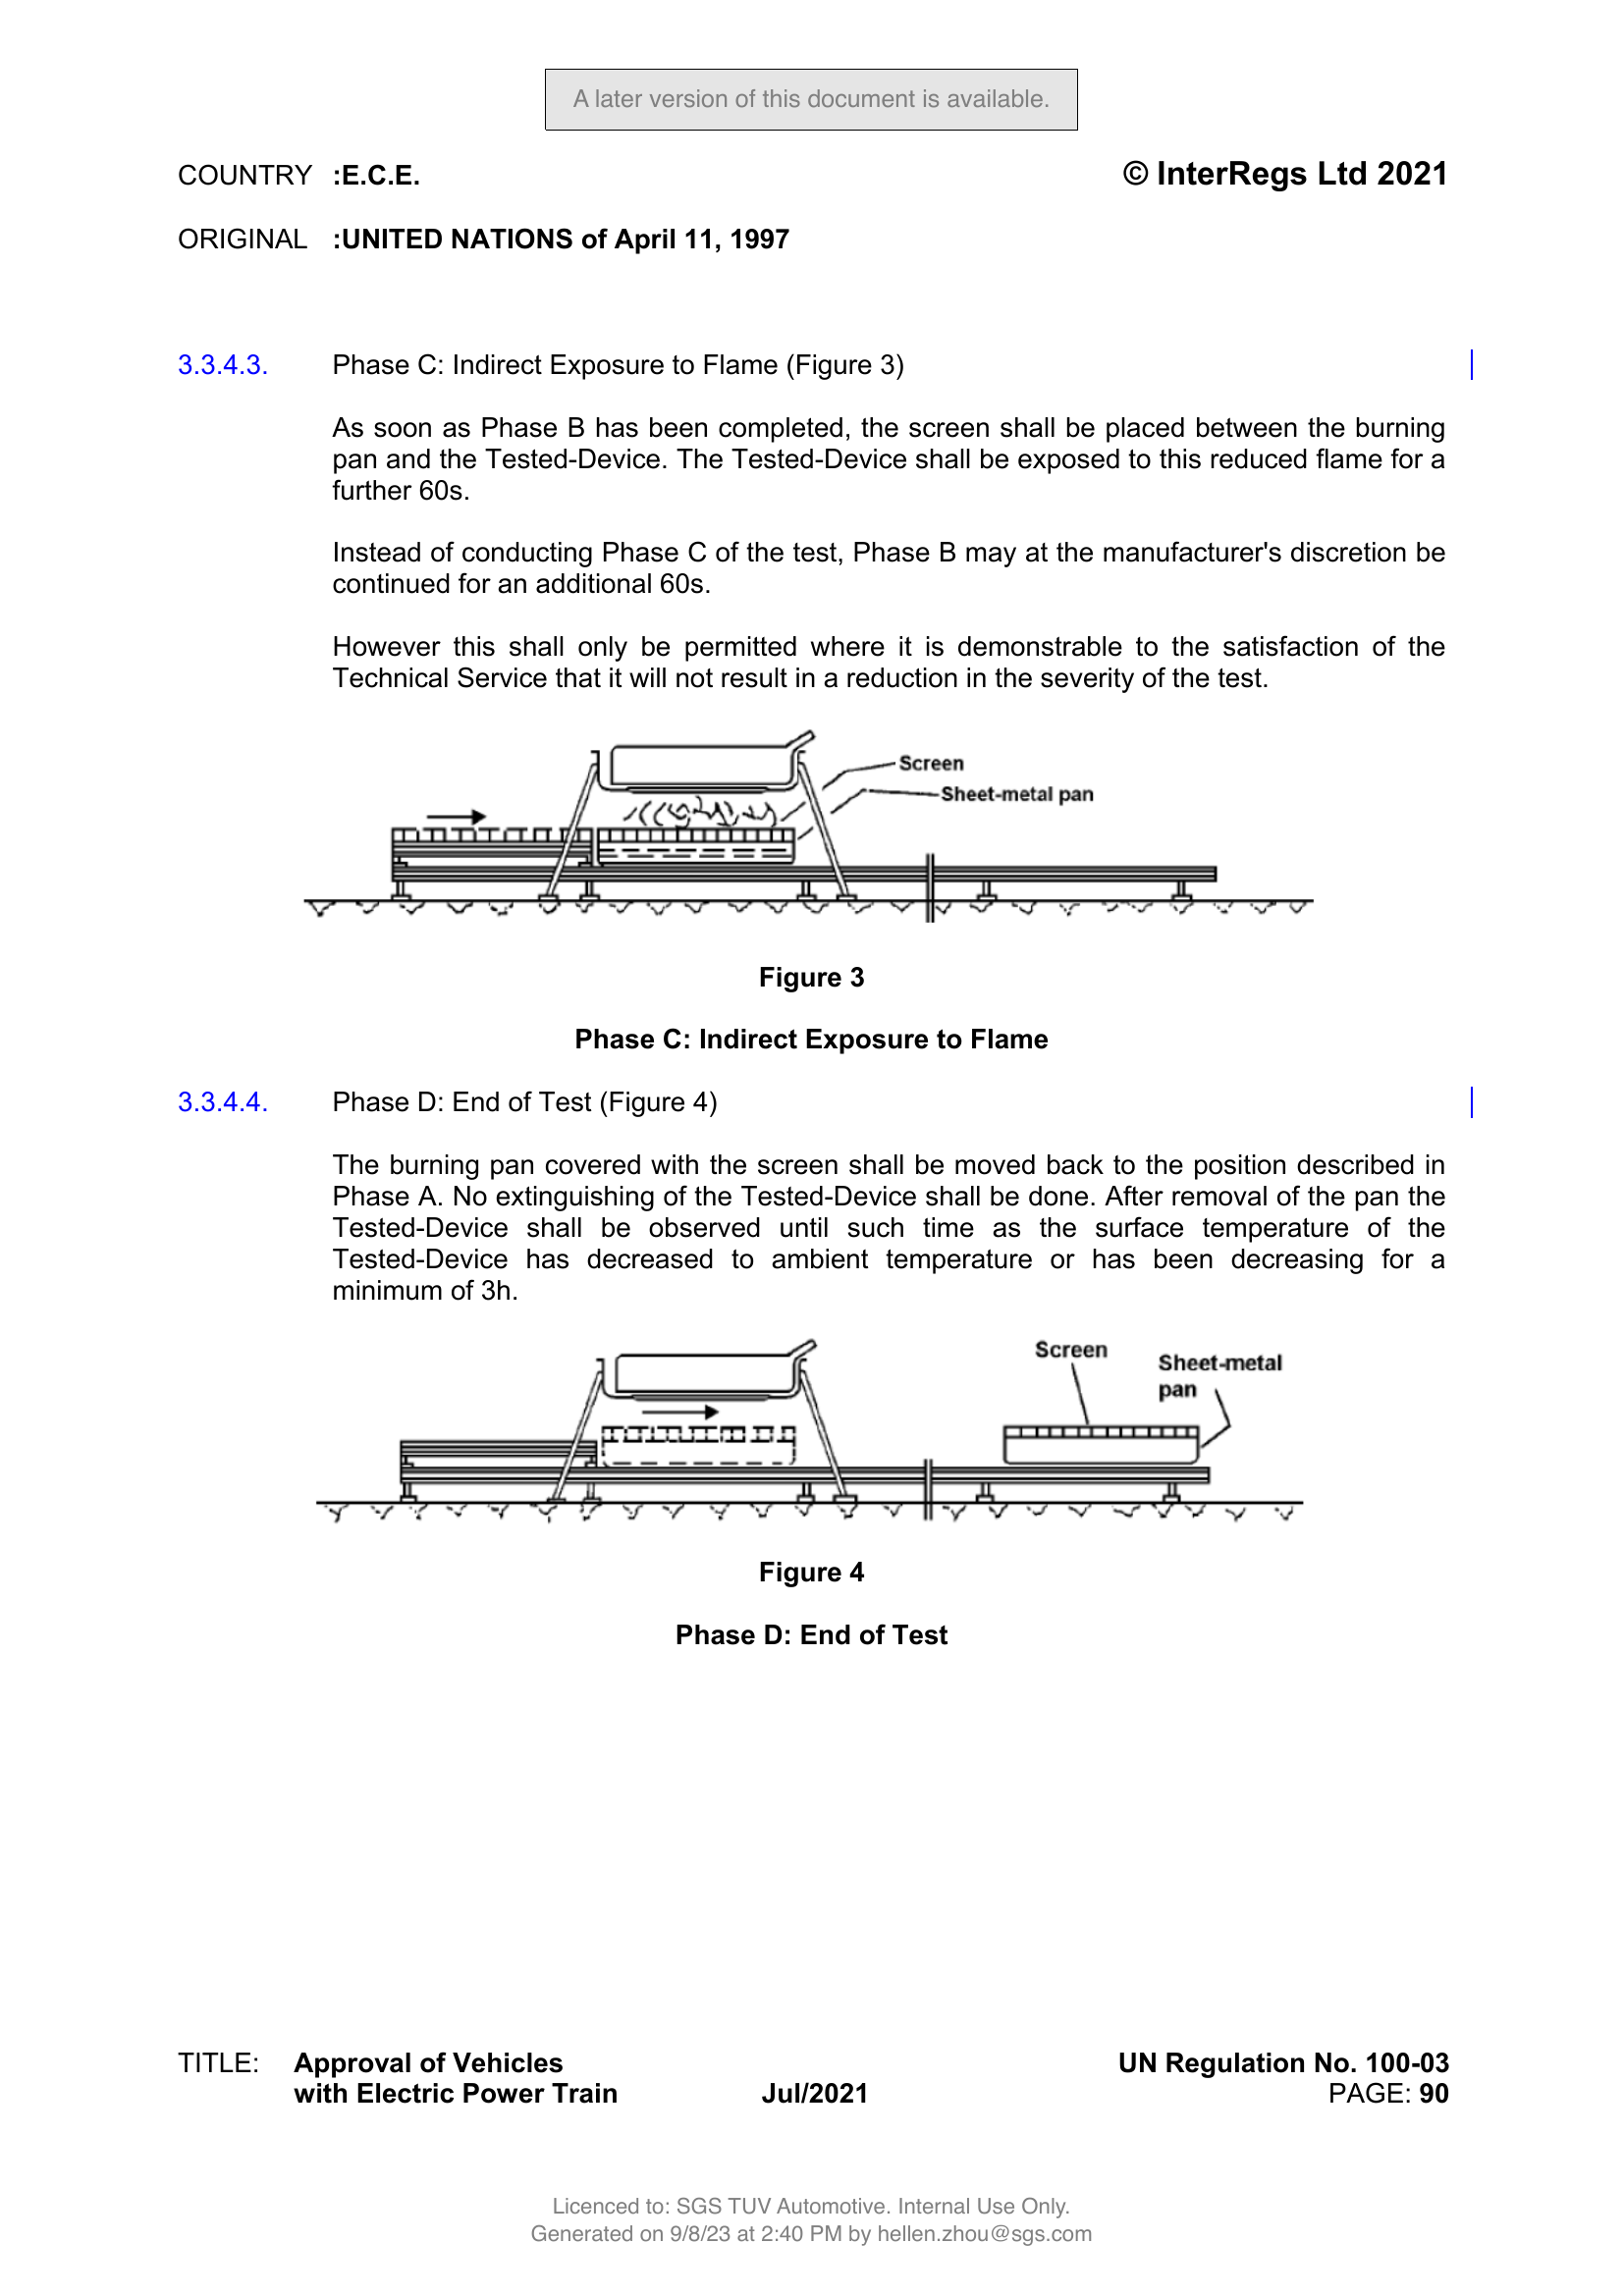 A later version of this document is available.
COUNTRY :E.C.E. © InterRegs Ltd 2021
ORIGINAL :UNITED NATIONS of April 11, 1997
3.3.4.3. Phase C: Indirect Exposure to Flame (Figure 3)
As soon as Phase B has been completed, the screen shall be placed between the burning
pan and the Tested-Device. The Tested-Device shall be exposed to this reduced flame for a
further 60s.
Instead of conducting Phase C of the test, Phase B may at the manufacturer's discretion be
continued for an additional 60s.
However this shall only be permitted where it is demonstrable to the satisfaction of the
Technical Service that it will not result in a reduction in the severity of the test.
Screen
Sheet-metal pan
Figure 3
Phase C: Indirect Exposure to Flame
3.3.4.4. Phase D: End of Test (Figure 4)
The burning pan covered with the screen shall be moved back to the position described in
Phase A. No extinguishing of the Tested-Device shall be done. After removal of the pan the
Tested-Device shall be observed until such time as the surface temperature of the
Tested-Device has decreased to ambient temperature or has been decreasing for a
minimum of 3h.
Screen
Sheet-metal
pan
Figure 4
Phase D: End of Test
TITLE: Approval of Vehicles UN Regulation No. 100-03
with Electric Power Train Jul/2021 PAGE: 90
Licenced to: SGS TUV Automotive. Internal Use Only.
Generated on 9/8/23 at 2:40 PM by hellen.zhou@sgs.com